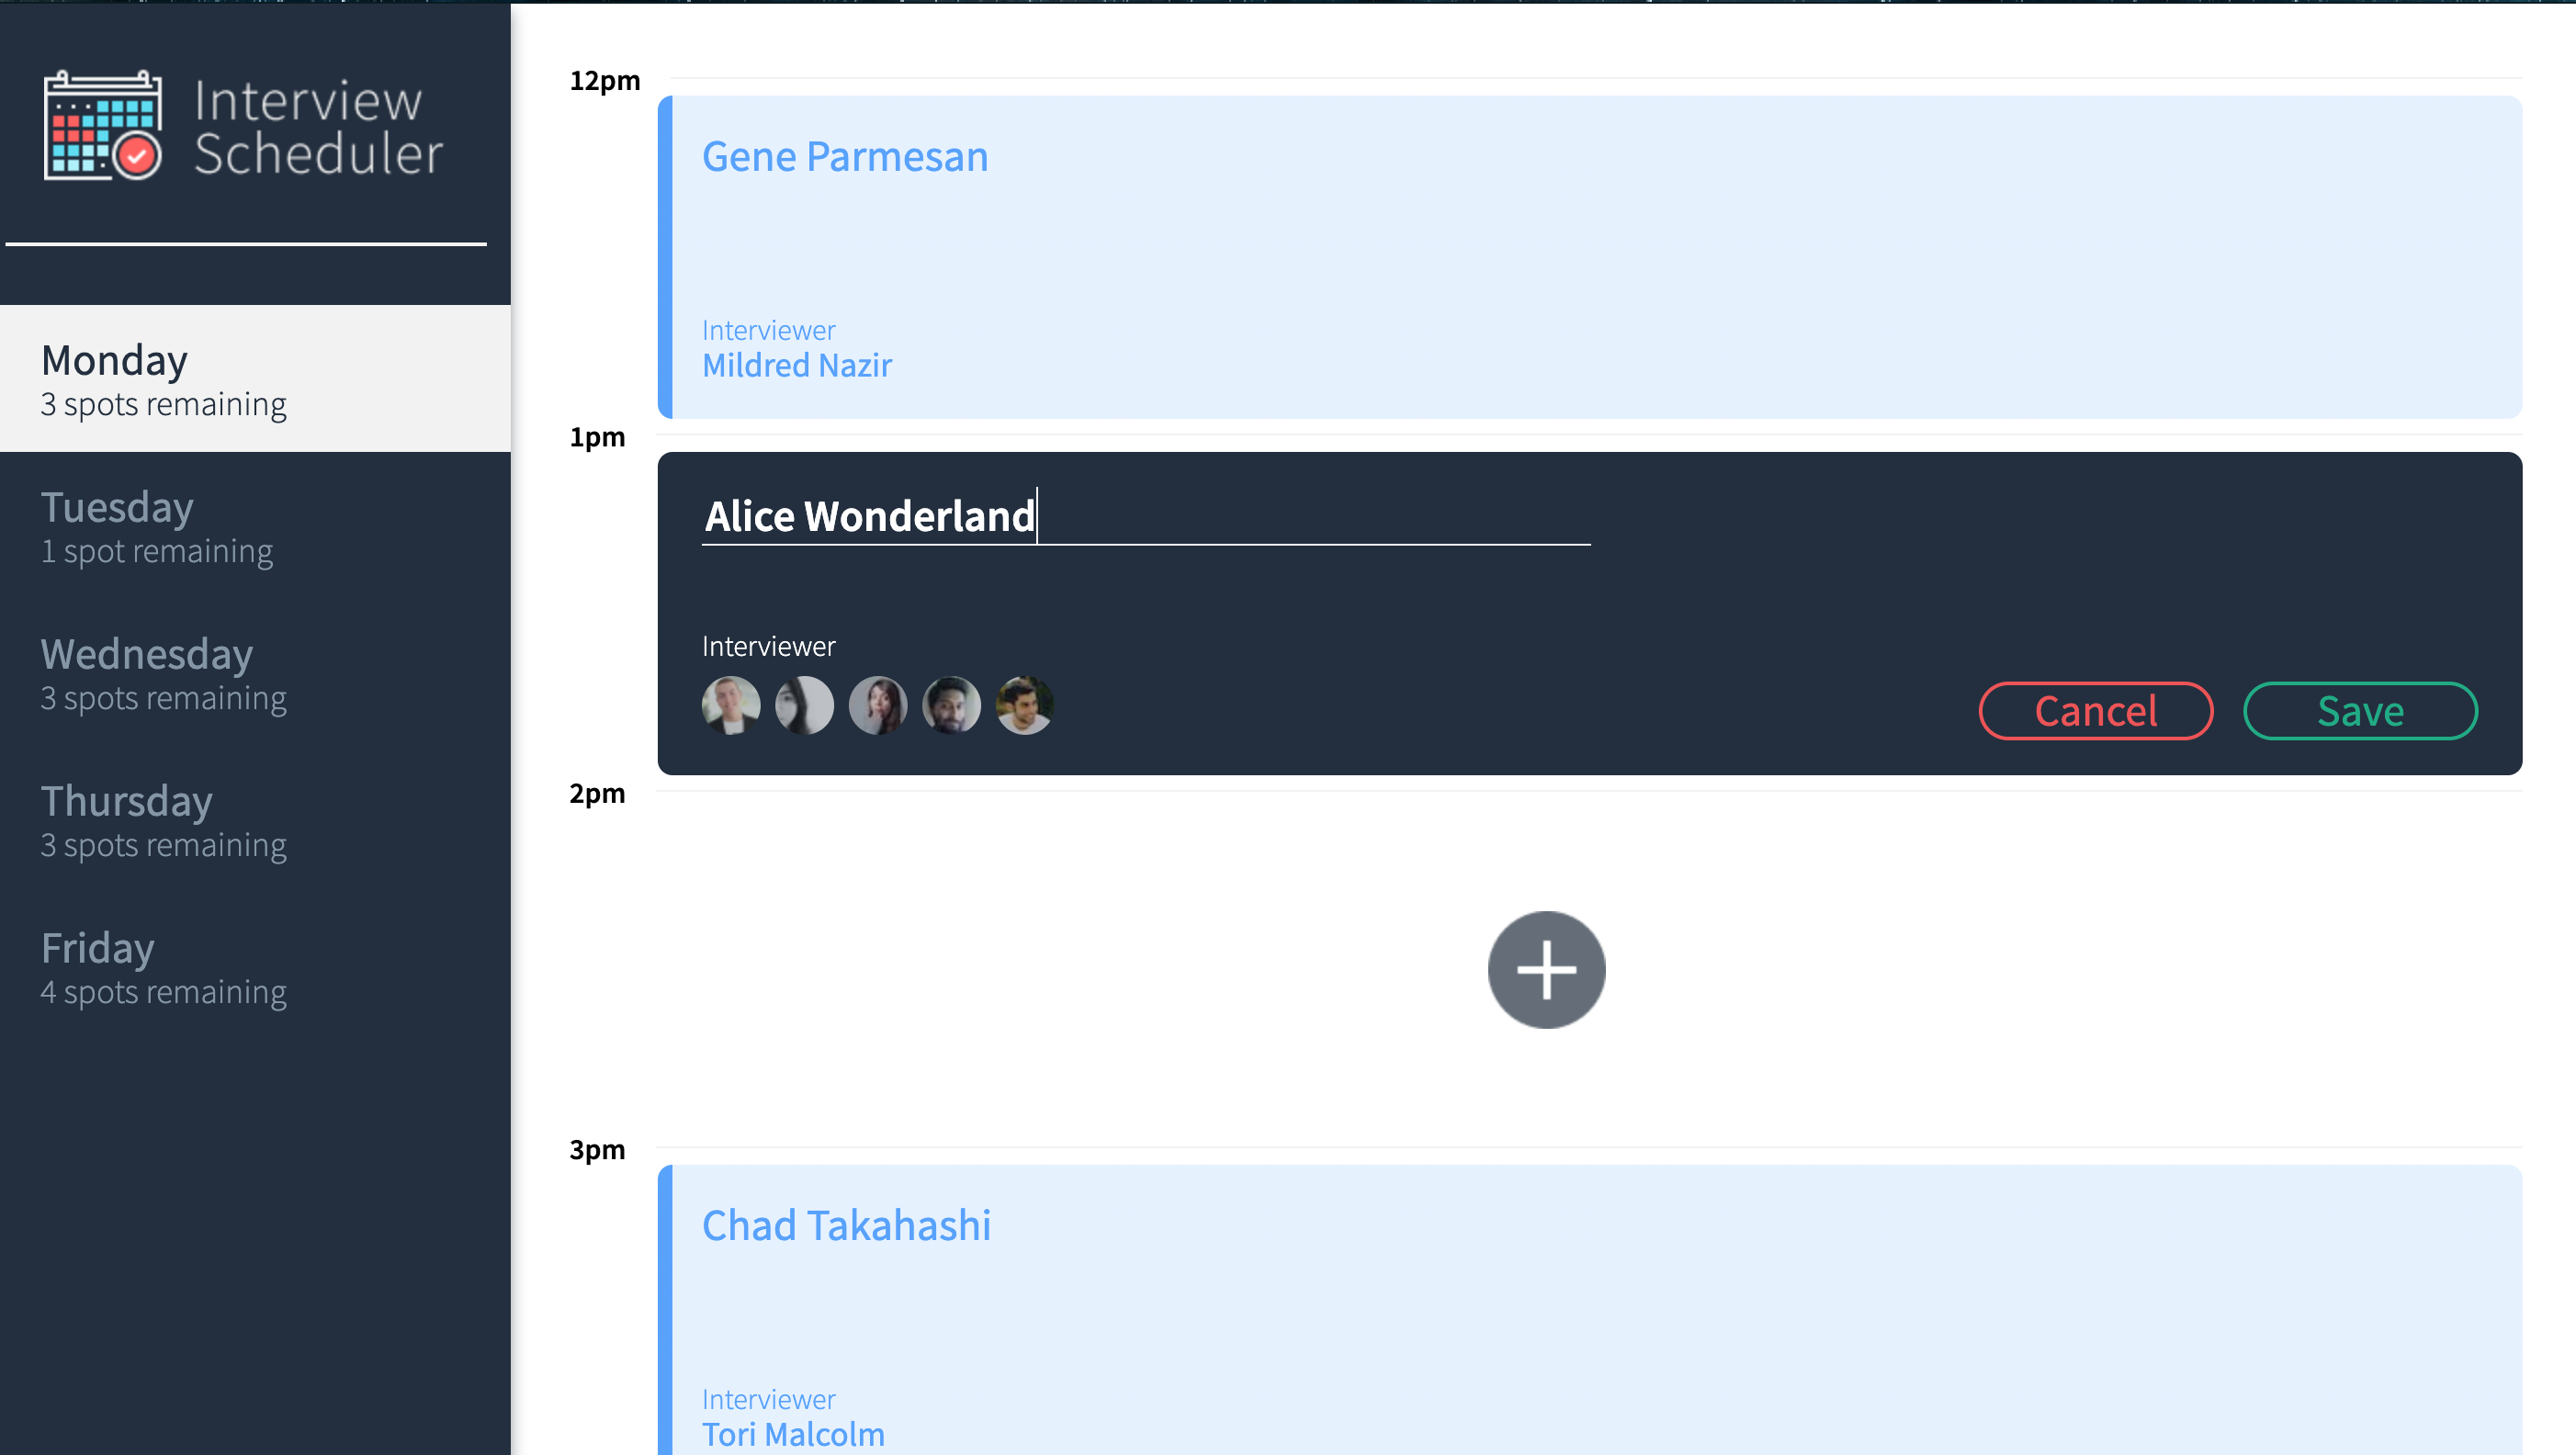 Interview
Scheduler
Monday
3 spots remaining
Tuesday
1 spot remaining
Wednesday
3 spots remaining
Thursday
3 spots remaining
Friday
4 spots remaining
12pm
Gene Parmesan
Interviewer
Mildred Nazir
1pm
Alice Wonderland
Interviewer
Cancel
Save
2pm
3pm
Chad Takahashi
Interviewer
Tori Malcolm